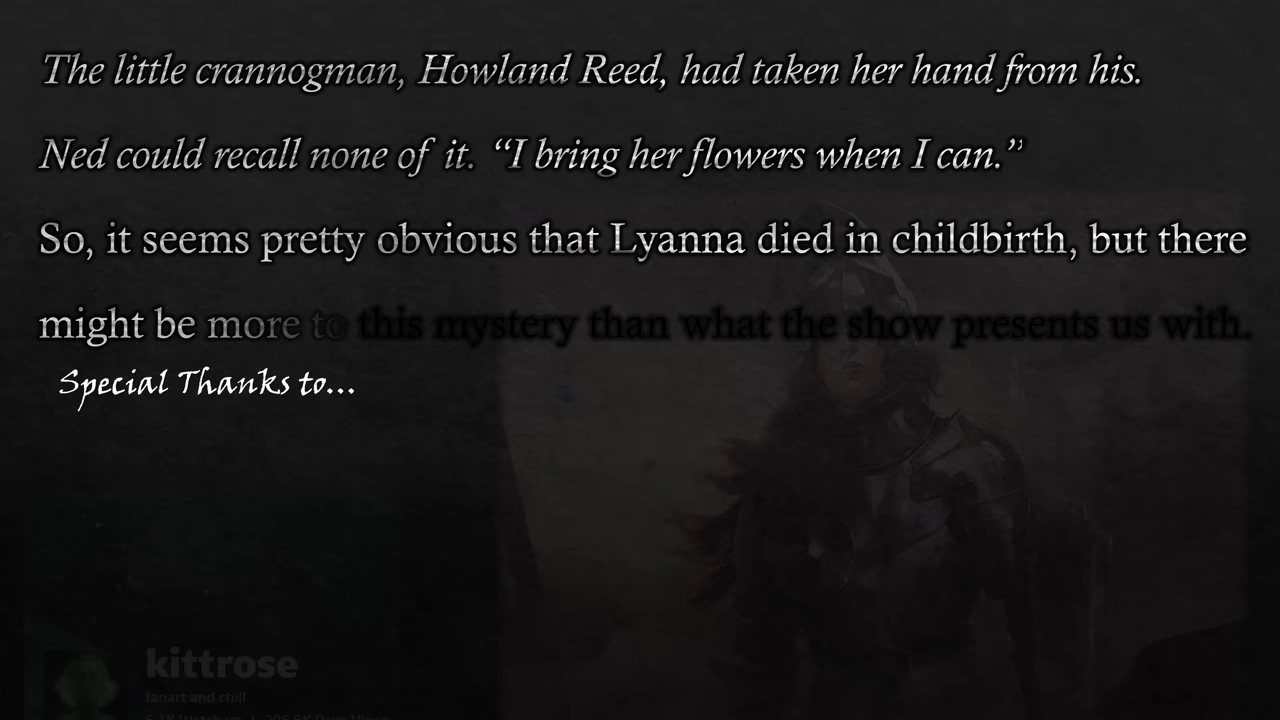 The little crannogman, Howland Reed, had taken her hand from his.
Ned could recall none of it. “I bring her flowers when I can.”
So, it seems pretty obvious that Lyanna died in childbirth, but there
might be more to this mystery than what the show presents us with.
Special Thanks to...
kittrose
fanart and chill